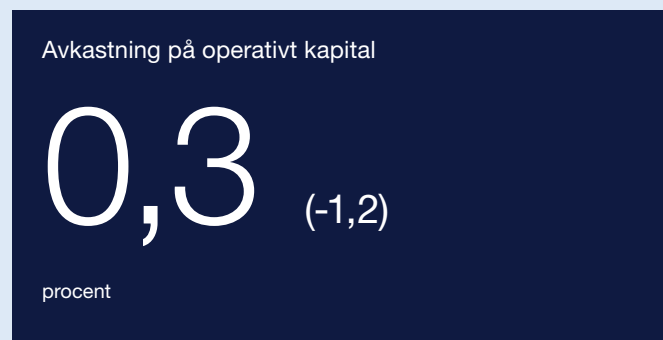 Avkastning på operativt kapital
0,3 (-1,2)
procent